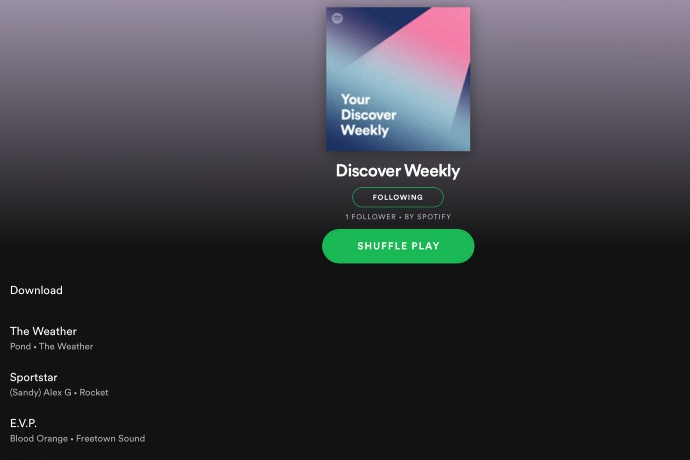 Your
Discover
Weekly
Discover Weekly
FOLLOWING
1 FOLLOWER • BY SPOTIFY
SHUFFLE PLAY
Download
The Weather
Pond • The Weather
Sportstar
(Sandy) Alex G • Rocket
E.V.P.
Blood Orange • Freetown Sound